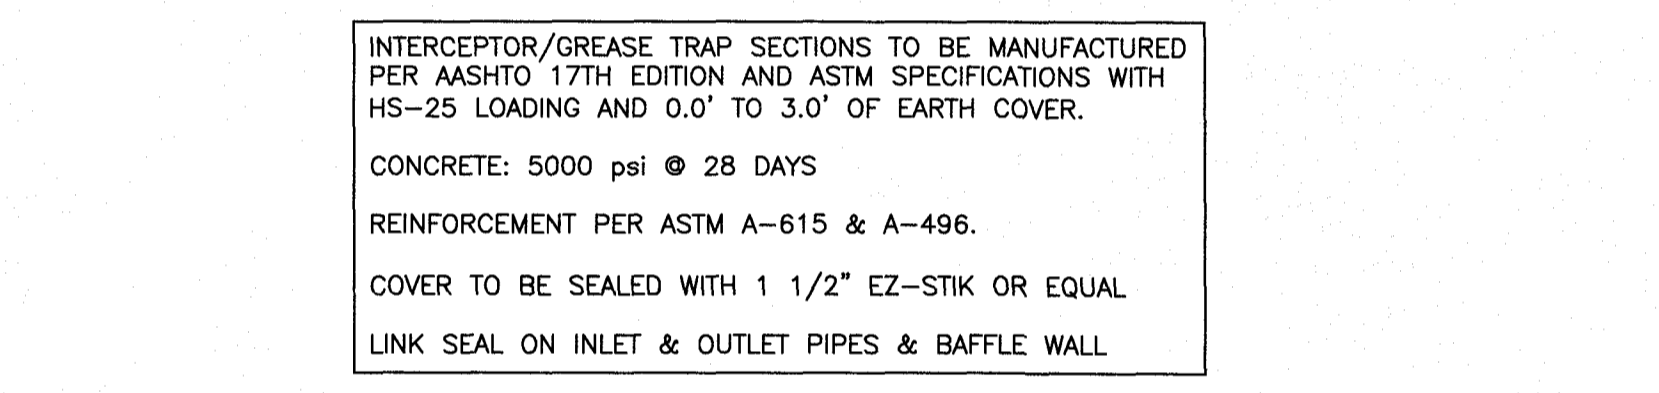 INTERCEPTOR/GREASE TRAP SECTIONS TO BE MANUFACTURED
PER AASHTO 17TH EDITION AND ASTM SPECIFICATIONS WITH
HS-25 LOADING AND 0.0' TO 3.0' OF EARTH COVER.
CONCRETE: 5000 psi @ 28 DAYS
REINFORCEMENT PER ASTM A-615 & A-496.
COVER TO BE SEALED WITH 1 1/2" EZ-STIK OR EQUAL
LINK SEAL ON INLET & OUTLET PIPES & BAFFLE WALL